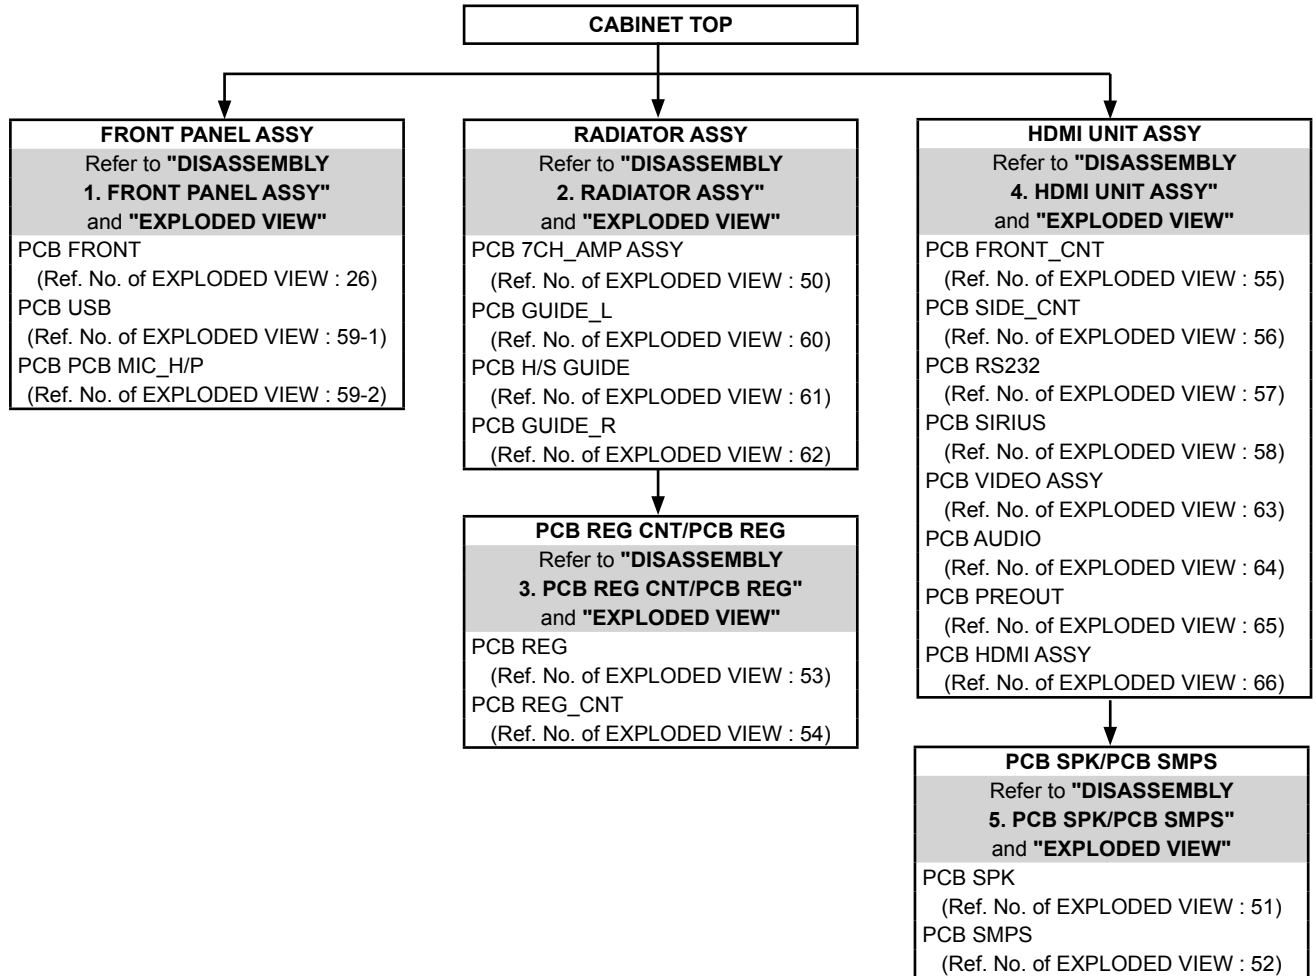 CABINET TOP
FRONT PANEL ASSY
Refer to "DISASSEMBLY
1. FRONT PANEL ASSY"
and "EXPLODED VIEW"
PCB FRONT
(Ref. No. of EXPLODED VIEW : 26)
PCB USB
(Ref. No. of EXPLODED VIEW : 59-1)
PCB PCB MIC_H/P
(Ref. No. of EXPLODED VIEW : 59-2)
RADIATOR ASSY
Refer to "DISASSEMBLY
2. RADIATOR ASSY"
and "EXPLODED VIEW"
PCB 7CH_AMP ASSY
(Ref. No. of EXPLODED VIEW : 50)
PCB GUIDE_L
(Ref. No. of EXPLODED VIEW : 60)
PCB H/S GUIDE
(Ref. No. of EXPLODED VIEW : 61)
PCB GUIDE_R
(Ref. No. of EXPLODED VIEW : 62)
PCB REG CNT/PCB REG
Refer to "DISASSEMBLY
3. PCB REG CNT/PCB REG"
and "EXPLODED VIEW"
PCB REG
(Ref. No. of EXPLODED VIEW : 53)
PCB REG_CNT
(Ref. No. of EXPLODED VIEW : 54)
HDMI UNIT ASSY
Refer to "DISASSEMBLY
4. HDMI UNIT ASSY"
and "EXPLODED VIEW"
PCB FRONT_CNT
(Ref. No. of EXPLODED VIEW : 55)
PCB SIDE_CNT
(Ref. No. of EXPLODED VIEW : 56)
PCB RS232
(Ref. No. of EXPLODED VIEW : 57)
PCB SIRIUS
(Ref. No. of EXPLODED VIEW : 58)
PCB VIDEO ASSY
(Ref. No. of EXPLODED VIEW : 63)
PCB AUDIO
(Ref. No. of EXPLODED VIEW : 64)
PCB PREOUT
(Ref. No. of EXPLODED VIEW : 65)
PCB HDMI ASSY
(Ref. No. of EXPLODED VIEW : 66)
PCB SPK/PCB SMPS
Refer to "DISASSEMBLY
5. PCB SPK/PCB SMPS"
and "EXPLODED VIEW"
PCB SPK
(Ref. No. of EXPLODED VIEW : 51)
PCB SMPS
(Ref. No. of EXPLODED VIEW : 52)